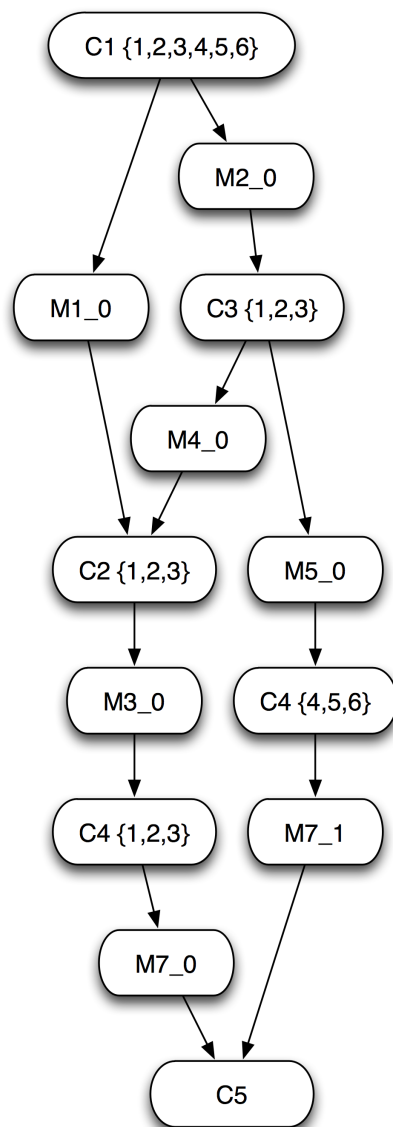 C1 {1,2,3,4,5,6}
M2_0
M1_0
C3 {1,2,3}
M4_0
C2 {1,2,3}
M5_0
M3_0
C4 {4,5,6}
C4 {1,2,3}
M7_1
M7_0
C5